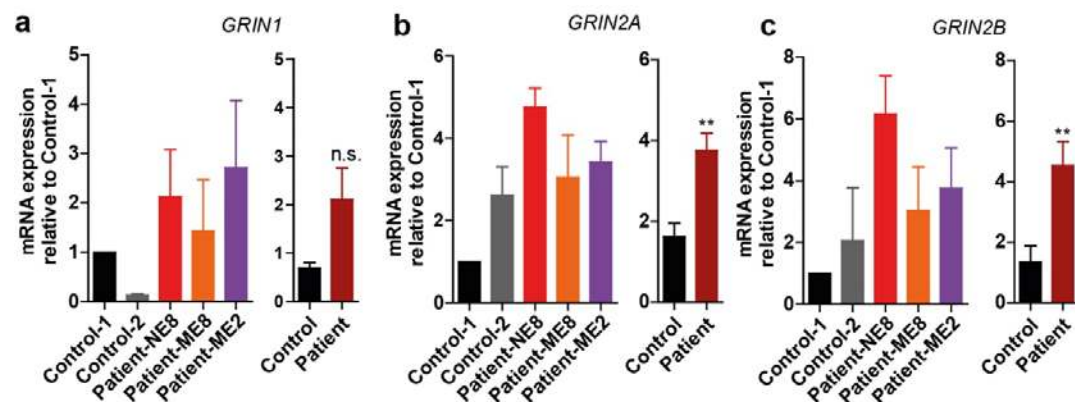 a
GRIN1
mRNA expression
relative to Control-1
5
4
3
2
1
0
Control-1
Control-2
Patient-NE8
Patient-ME8
Patient-ME2
5
4
3
2
1
0
n.s.
Control
Patient
b
GRIN2A
mRNA expression
relative to Control-1
6
4
2
0
Control-1
Control-2
Patient-NE8
Patient-ME8
Patient-ME2
6
4
2
0
**
Control
Patient
c
GRIN2B
mRNA expression
relative to Control-1
8
6
4
2
0
Control-1
Control-2
Patient-NE8
Patient-ME8
Patient-ME2
8
6
4
2
0
**
Control
Patient